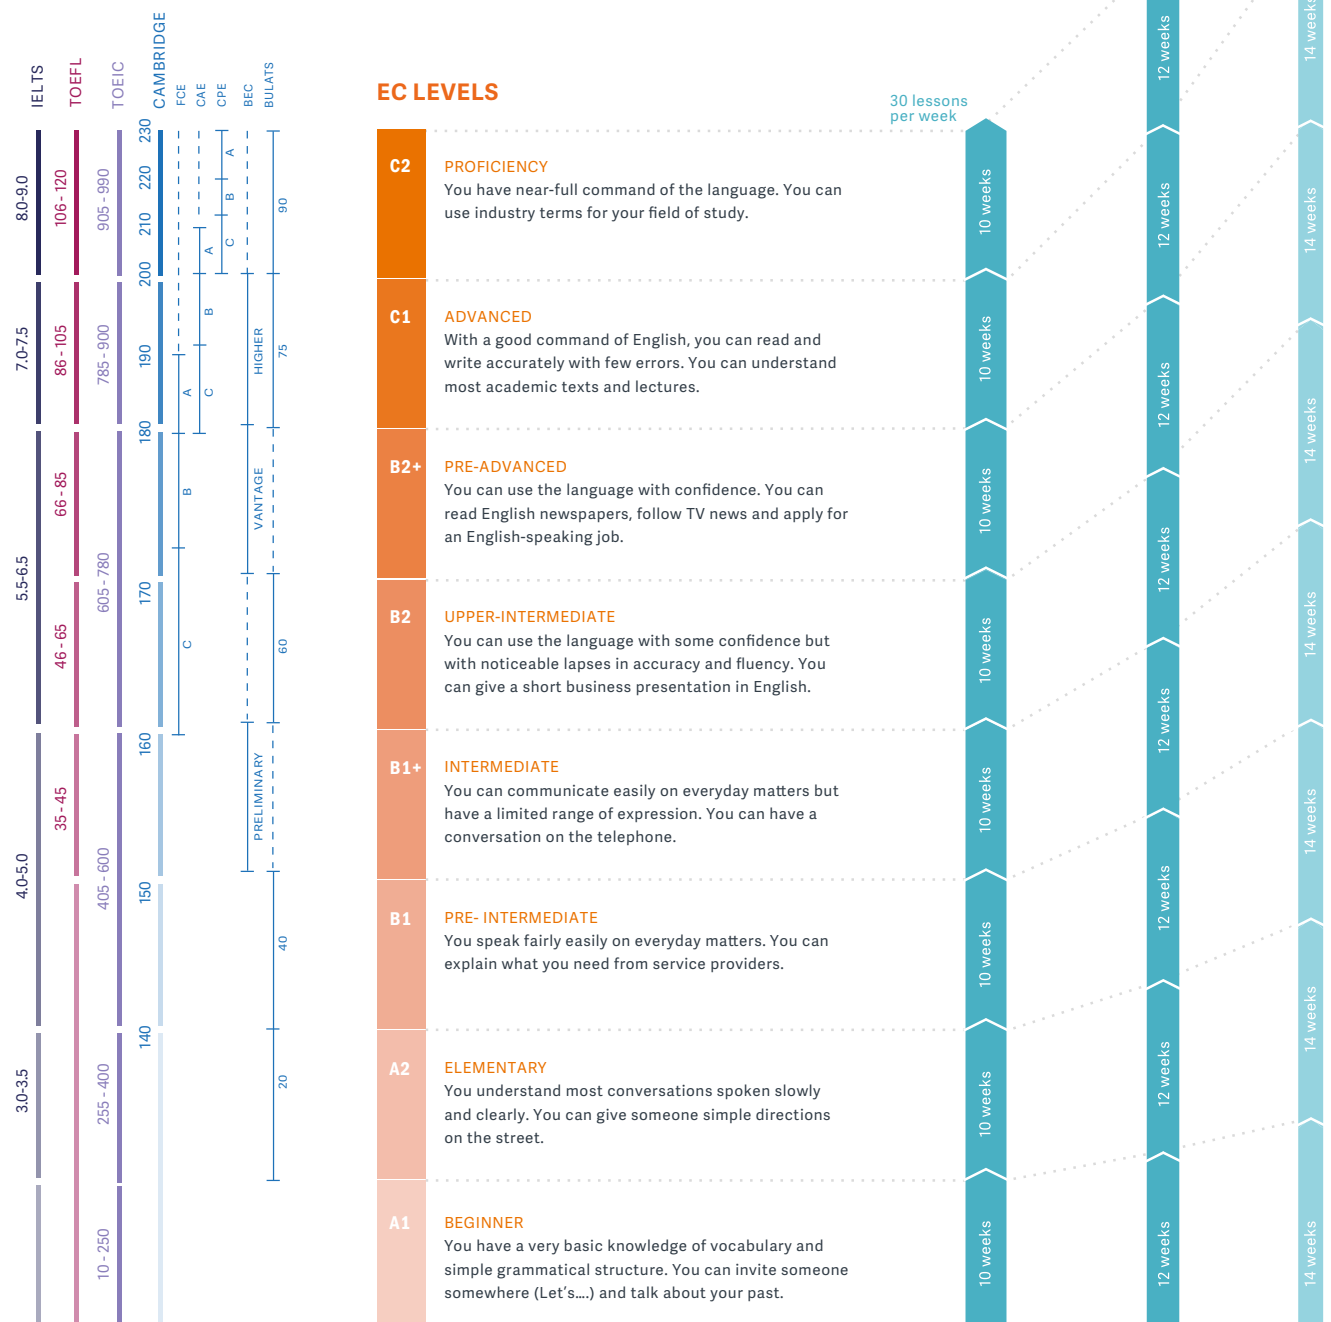 IELTS
TOEFL
TOEIC
CAMBRIDGE
FCE
CAE
CPE
BEC
BULATS
8.0-9.0
7.0-7.5
5.5-6.5
4.0-5.0
3.0-3.5
106 - 120
86 - 105
66 - 85
46 - 65
35 - 45
905 - 990
785 - 900
605 - 780
405 - 600
255 - 400
10 - 250
230
220
210
200
190
180
170
160
150
140
A
B
C
A
B
C
A
B
C
HIGHER
VANTAGE
PRELIMINARY
90
75
60
40
20
EC LEVELS
30 lessons
per week
C2
PROFICIENCY
You have near-full command of the language. You can
use industry terms for your field of study.
C1
ADVANCED
With a good command of English, you can read and
write accurately with few errors. You can understand
most academic texts and lectures.
B2+
PRE-ADVANCED
You can use the language with confidence. You can
read English newspapers, follow TV news and apply for
an English-speaking job.
B2
UPPER-INTERMEDIATE
You can use the language with some confidence but
with noticeable lapses in accuracy and fluency. You
can give a short business presentation in English.
B1+
INTERMEDIATE
You can communicate easily on everyday matters but
have a limited range of expression. You can have a
conversation on the telephone.
B1
PRE- INTERMEDIATE
You speak fairly easily on everyday matters. You can
explain what you need from service providers.
A2
ELEMENTARY
You understand most conversations spoken slowly
and clearly. You can give someone simple directions
on the street.
A1
BEGINNER
You have a very basic knowledge of vocabulary and
simple grammatical structure. You can invite someone
somewhere (Let's....) and talk about your past.
10 weeks
10 weeks
10 weeks
10 weeks
10 weeks
10 weeks
10 weeks
10 weeks
12 weeks
12 weeks
12 weeks
12 weeks
12 weeks
12 weeks
12 weeks
12 weeks
14 weeks
14 weeks
14 weeks
14 weeks
14 weeks
14 weeks
14 weeks